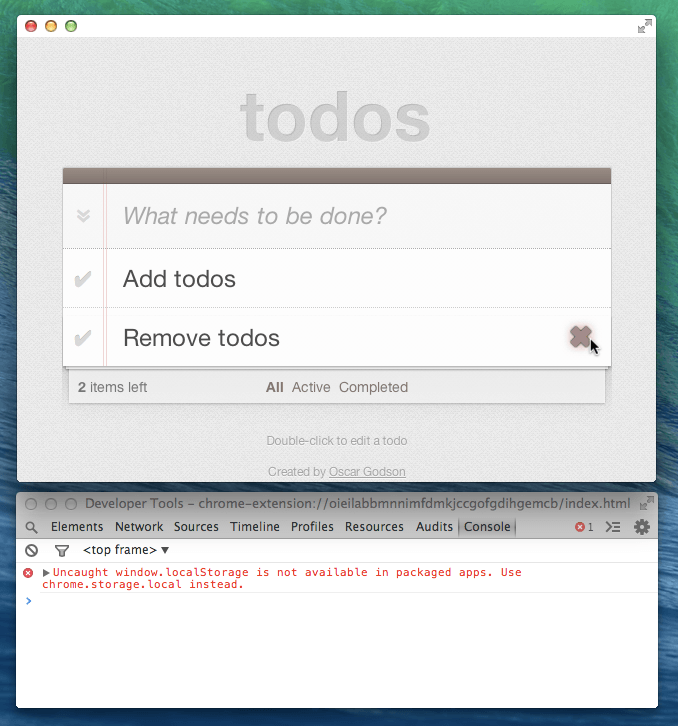 todos
What needs to be done?
Add todos
Remove todos
2 items left All Active Completed
Double-click to edit a todo
Created by Oscar Godson
Developer Tools – chrome-extension://oieilabbmnnimfdmkjccgofgdihgemcb/index.html
Elements Network Sources Timeline Profiles Resources Audits Console 1
<top frame> ▼
Uncaught window.localStorage is not available in packaged apps. Use
chrome.storage.local instead.
>